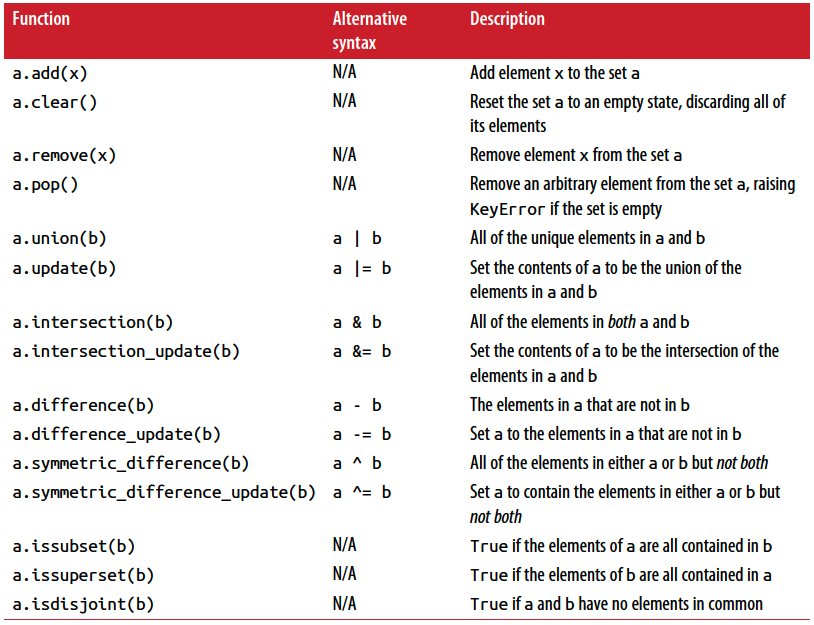 Function Alternative Description
syntax
a.add(x) N/A Add element x to the set a
a.clear() N/A Reset the set a to an empty state, discarding all of
its elements
a.remove(x) N/A Remove element x from the set a
a.pop() N/A Remove an arbitrary element from the set a, raising
KeyError if the set is empty
a.union(b) a | b All of the unique elements in a and b
a.update(b) a |= b Set the contents of a to be the union of the
elements in a and b
a.intersection(b) a & b All of the elements in both a and b
a.intersection_update(b) a &= b Set the contents of a to be the intersection of the
elements in a and b
a.difference(b) a - b The elements in a that are not in b
a.difference_update(b) a -= b Set a to the elements in a that are not in b
a.symmetric_difference(b) a ^ b All of the elements in either a or b but not both
a.symmetric_difference_update(b) a ^= b Set a to contain the elements in either a or b but
not both
a.issubset(b) N/A True if the elements of a are all contained in b
a.issuperset(b) N/A True if the elements of b are all contained in a
a.isdisjoint(b) N/A True if a and b have no elements in common